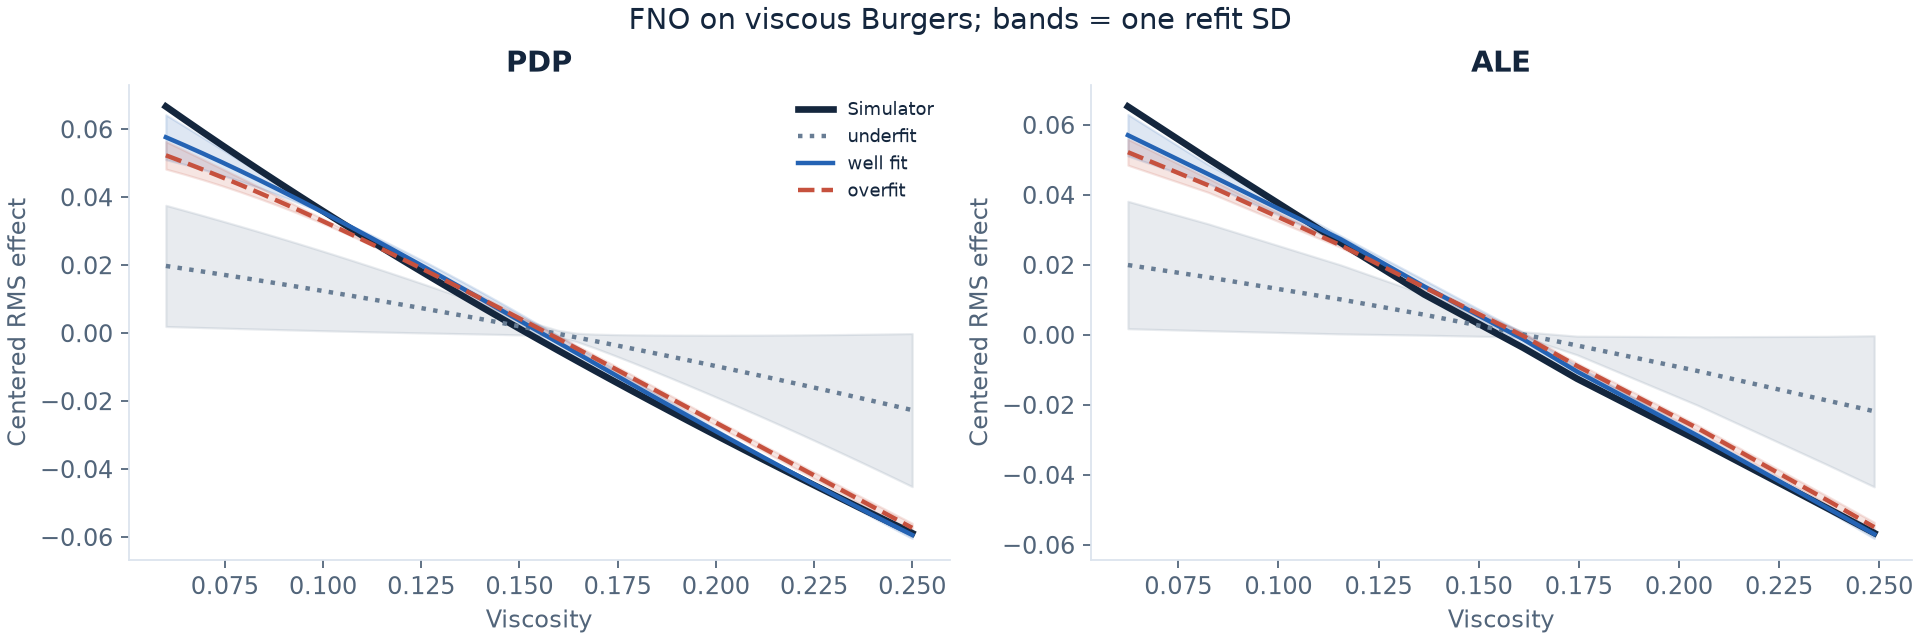 FNO on viscous Burgers; bands = one refit SD
PDP
Centered RMS effect
0.06
0.04
0.02
0.00
−0.02
−0.04
−0.06
0.075 0.100 0.125 0.150 0.175 0.200 0.225 0.250
Viscosity
Simulator
underfit
well fit
overfit
ALE
Centered RMS effect
0.06
0.04
0.02
0.00
−0.02
−0.04
−0.06
0.075 0.100 0.125 0.150 0.175 0.200 0.225 0.250
Viscosity